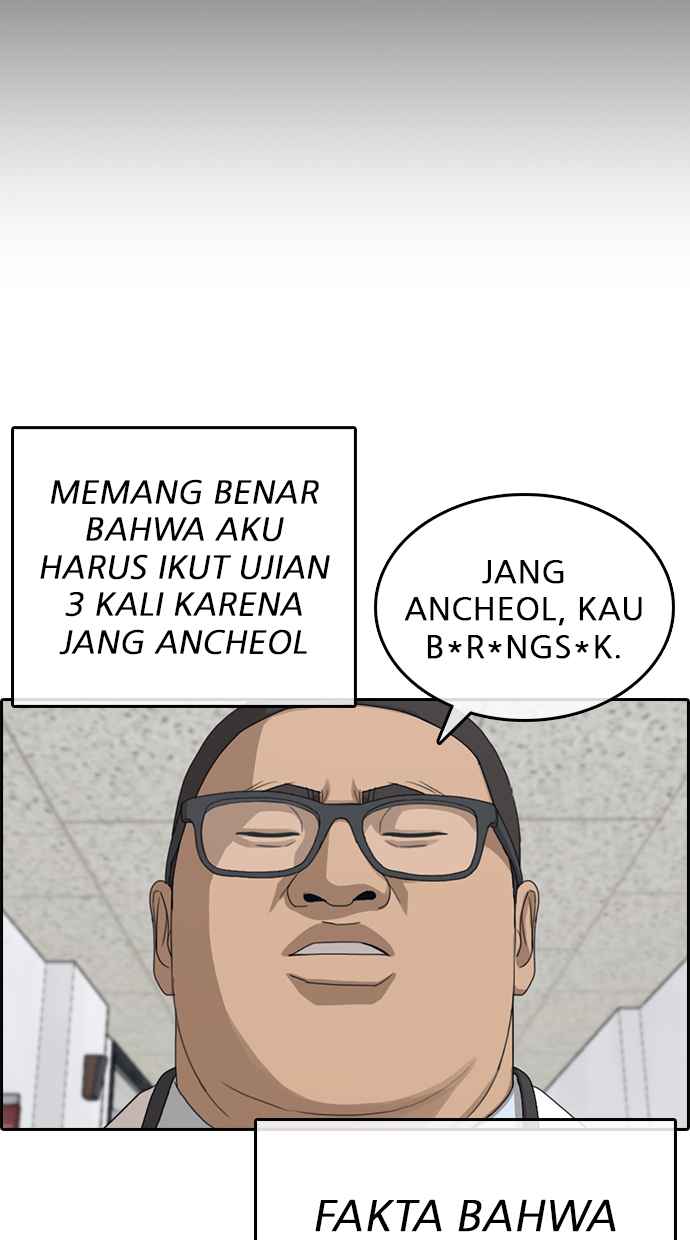 MEMANG BENAR
BAHWA AKU
HARUS IKUT UJIAN
3 KALI KARENA
JANG ANCHEOL
JANG
ANCHEOL, KAU
B*R*NGS*K.
FAKTA BAHWA